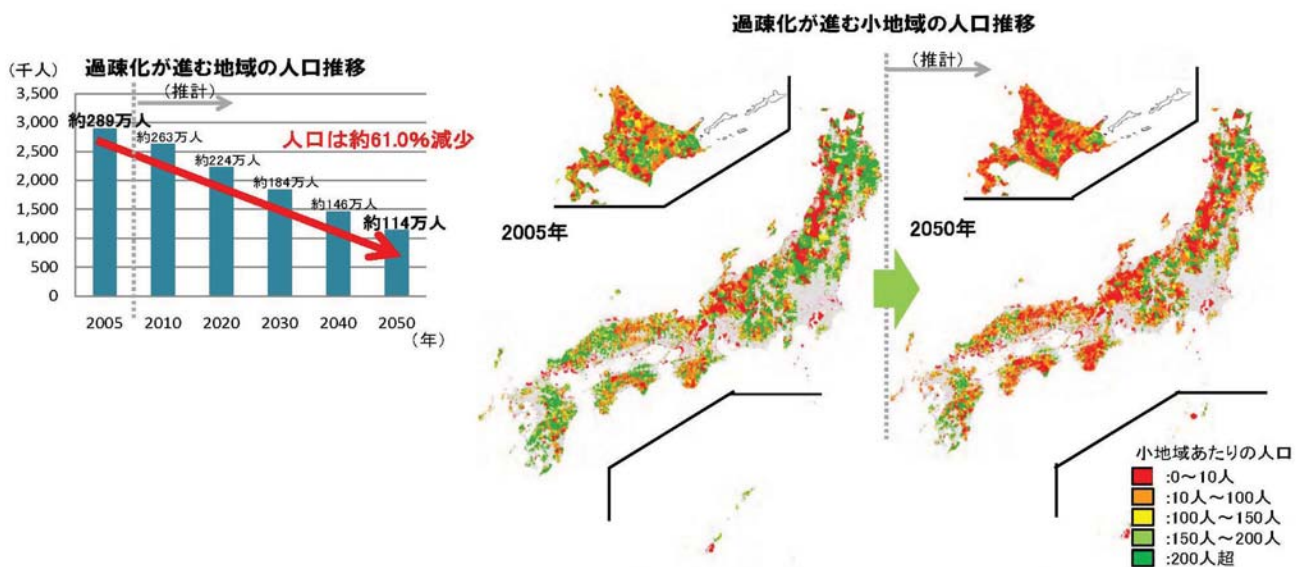 過疎化が進む小地域の人口推移
過疎化が進む地域の人口推移
(千人)
(推計)
3,500
3,000
2,500
2,000
1,500
1,000
500
0
約289万人
約263万人
約224万人
約184万人
約146万人
約114万人
人口は約61.0%減少
2005 2010 2020 2030 2040 2050
(年)
2005年
(推計)
2050年
小地域あたりの人口
:0〜10人
:10人〜100人
:100人〜150人
:150人〜200人
:200人超